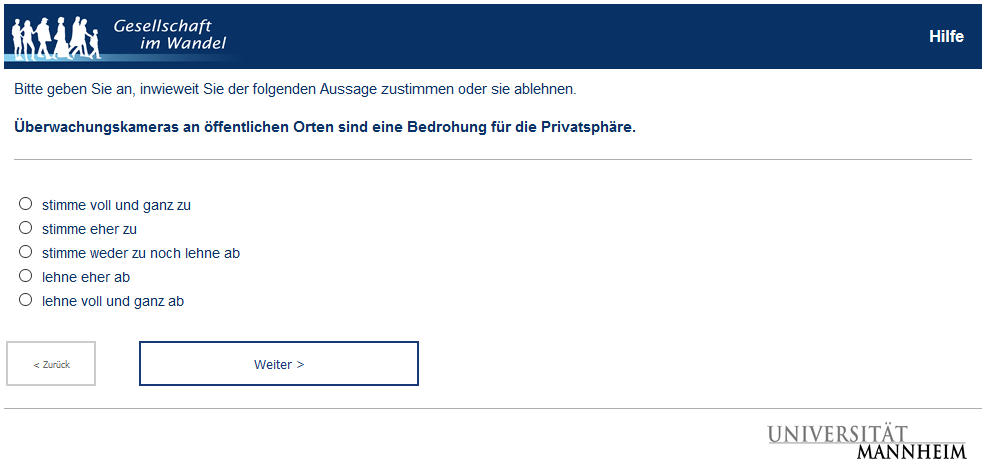 Gesellschaft
im Wandel
Hilfe
Bitte geben Sie an, inwieweit Sie der folgenden Aussage zustimmen oder sie ablehnen.
Überwachungskameras an öffentlichen Orten sind eine Bedrohung für die Privatsphäre.
stimme voll und ganz zu
stimme eher zu
stimme weder zu noch lehne ab
lehne eher ab
lehne voll und ganz ab
< Zurück
Weiter >
UNIVERSITÄT
MANNHEIM